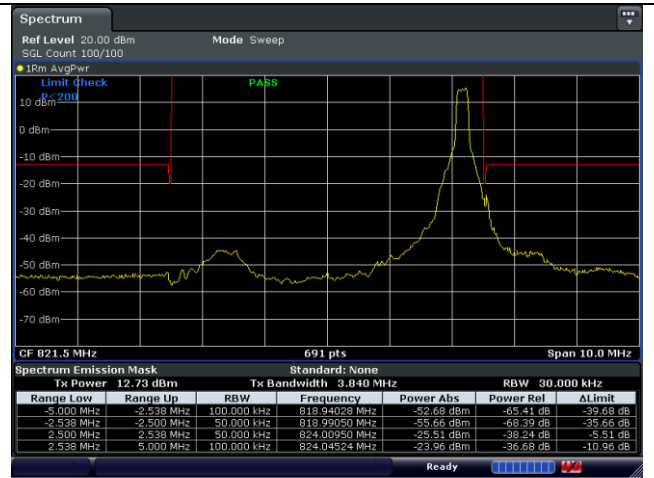 Spectrum
Ref Level 20.00 dBm Mode Sweep
SGL Count 100/100
1Rm AvgPwr
Limit Check PASS
P<200
10 dBm
0 dBm
-10 dBm
-20 dBm
-30 dBm
-40 dBm
-50 dBm
-60 dBm
-70 dBm
CF 821.5 MHz 691 pts Span 10.0 MHz
Spectrum Emission Mask Standard: None
Tx Power 12.73 dBm Tx Bandwidth 3.840 MHz RBW 30.000 kHz
Range Low Range Up RBW Frequency Power Abs Power Rel ΔLimit
-5.000 MHz -2.538 MHz 100.000 kHz 818.94028 MHz -52.68 dBm -65.41 dB -39.68 dB
-2.538 MHz -2.500 MHz 50.000 kHz 818.99050 MHz -55.66 dBm -68.39 dB -35.66 dB
2.500 MHz 2.538 MHz 50.000 kHz 824.00950 MHz -25.51 dBm -38.24 dB -5.51 dB
2.538 MHz 5.000 MHz 100.000 kHz 824.04524 MHz -23.96 dBm -36.68 dB -10.96 dB
Ready